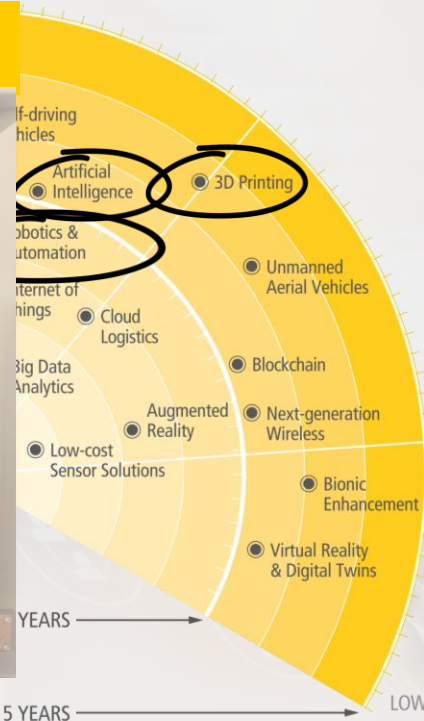 lf-driving
hicles
Artificial
Intelligence
3D Printing
obotics &
utomation
Unmanned
Aerial Vehicles
nternet of
hings
Cloud
Logistics
Blockchain
Big Data
Analytics
Augmented
Reality
Next-generation
Wireless
Low-cost
Sensor Solutions
Bionic
Enhancement
Virtual Reality
& Digital Twins
YEARS
5 YEARS
LOW